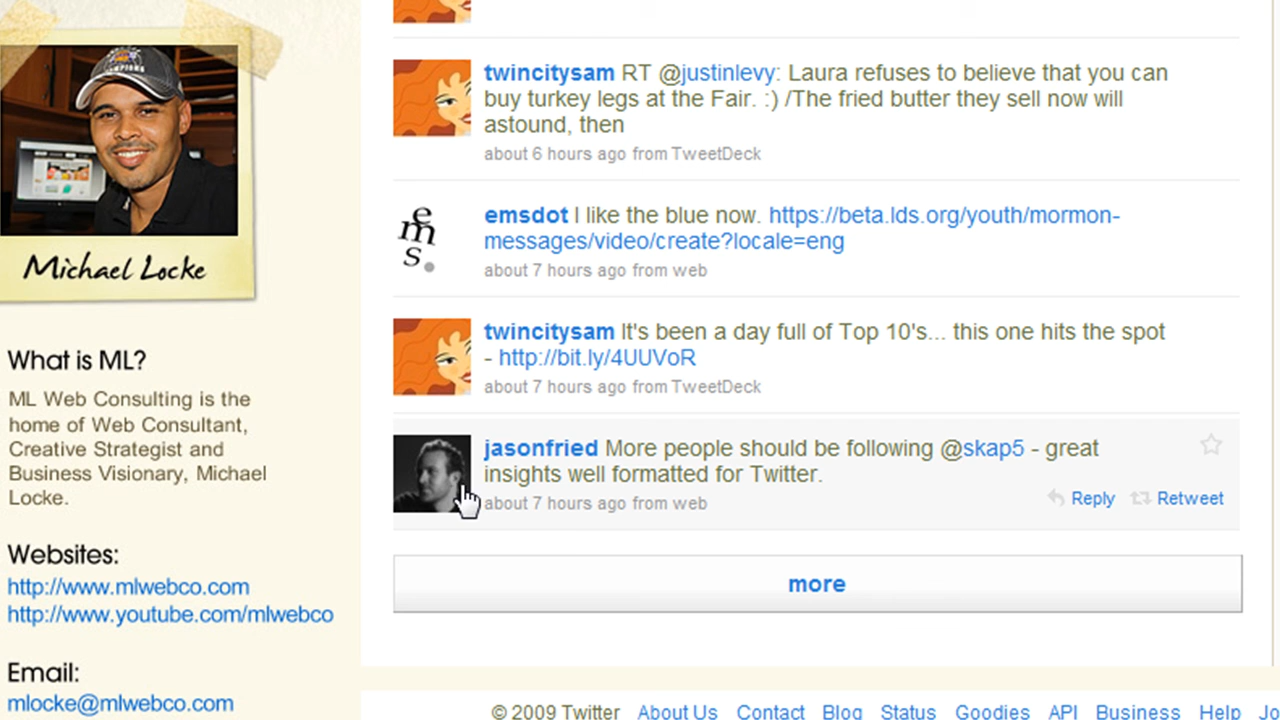 Michael Locke
What is ML?
ML Web Consulting is the
home of Web Consultant,
Creative Strategist and
Business Visionary, Michael
Locke.
Websites:
http://www.mlwebco.com
http://www.youtube.com/mlwebco
Email:
mlocke@mlwebco.com
twincitysam RT @justinlevy: Laura refuses to believe that you can
buy turkey legs at the Fair. :) /The fried butter they sell now will
astound, then
about 6 hours ago from TweetDeck
ems.
emsdot I like the blue now. https://beta.lds.org/youth/mormon-
messages/video/create?locale=eng
about 7 hours ago from web
twincitysam It's been a day full of Top 10's... this one hits the spot
- http://bit.ly/4UUVoR
about 7 hours ago from TweetDeck
jasonfried More people should be following @skap5 - great
insights well formatted for Twitter.
about 7 hours ago from web
Reply Retweet
more
© 2009 Twitter About Us Contact Blog Status Goodies API Business Help Jo